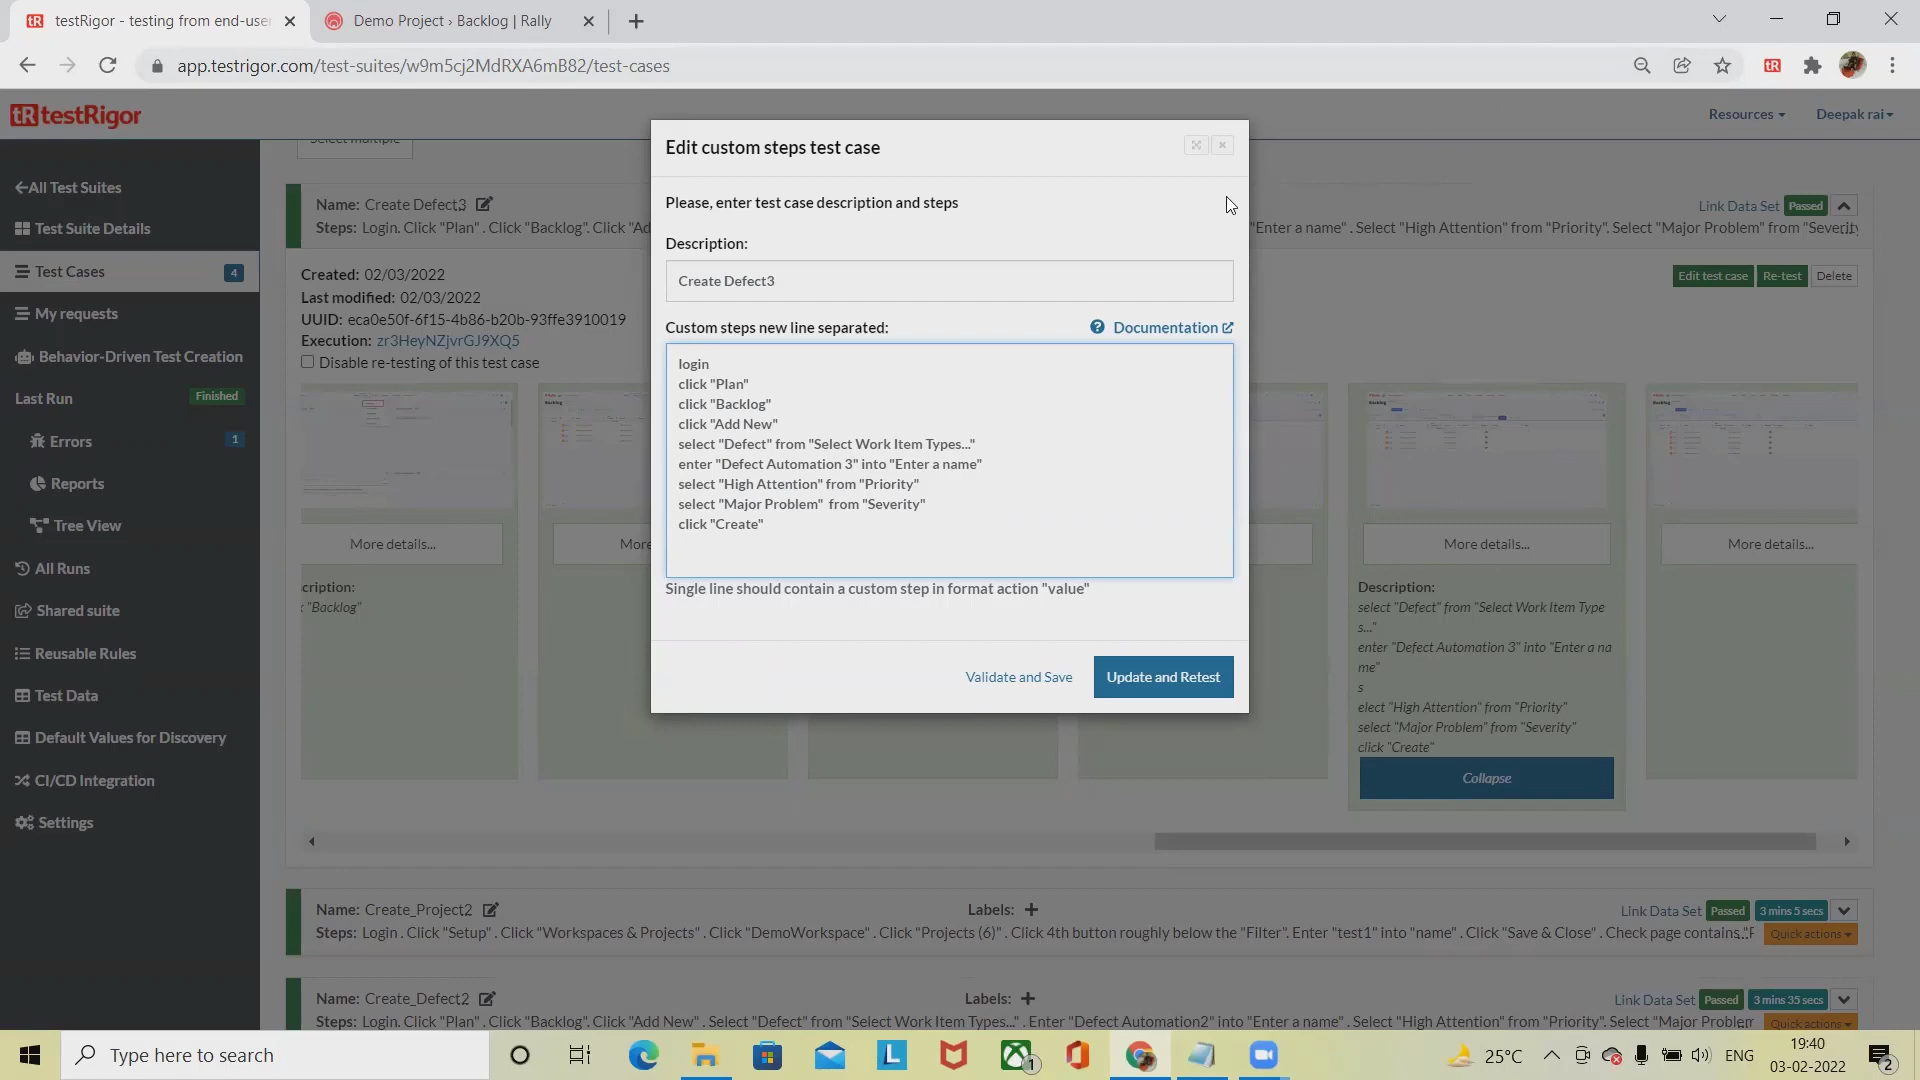 testRigor - testing from end-user
Demo Project › Backlog | Rally
app.testrigor.com/test-suites/w9m5cj2MdRXA6mB82/test-cases
testRigor
Resources
Deepak rai
All Test Suites
Test Suite Details
Test Cases 4
My requests
Behavior-Driven Test Creation
Last Run Finished
Errors 1
Reports
Tree View
All Runs
Shared suite
Reusable Rules
Test Data
Default Values for Discovery
CI/CD Integration
Settings
Select multiple
Name: Create Defect3
Link Data Set Passed
Steps: Login. Click "Plan" . Click "Backlog". Click "Ad
"Enter a name" . Select "High Attention" from "Priority". Select "Major Problem" from "Severity
Created: 02/03/2022
Edit test case Re-test Delete
Last modified: 02/03/2022
UUID: eca0e50f-6f15-4b86-b20b-93ffe3910019
Execution: zr3HeyNZjvrGJ9XQ5
Disable re-testing of this test case
Edit custom steps test case
Please, enter test case description and steps
Description:
Create Defect3
Custom steps new line separated:
Documentation
login
click "Plan"
click "Backlog"
click "Add New"
select "Defect" from "Select Work Item Types..."
enter "Defect Automation 3" into "Enter a name"
select "High Attention" from "Priority"
select "Major Problem"  from "Severity"
click "Create"
Single line should contain a custom step in format action "value"
Validate and Save
Update and Retest
More details...
More
More details...
More details...
cription:
"Backlog"
Description:
select "Defect" from "Select Work Item Type
s..."
enter "Defect Automation 3" into "Enter a na
me"
s
elect "High Attention" from "Priority"
select "Major Problem" from "Severity"
click "Create"
Collapse
Name: Create_Project2
Labels: +
Link Data Set Passed 3 mins 5 secs
Steps: Login . Click "Setup" . Click "Workspaces & Projects" . Click "DemoWorkspace" . Click "Projects (6)" . Click 4th button roughly below the "Filter". Enter "test1" into "name" . Click "Save & Close" . Check page contains
Quick actions
Name: Create_Defect2
Labels: +
Link Data Set Passed 3 mins 35 secs
Steps: Login. Click "Plan" . Click "Backlog". Click "Add New" . Select "Defect" from "Select Work Item Types..." . Enter "Defect Automation2" into "Enter a name" . Select "High Attention" from "Priority". Select "Major Problem
Quick actions
Type here to search
1
25°C
ENG
19:40
03-02-2022
2